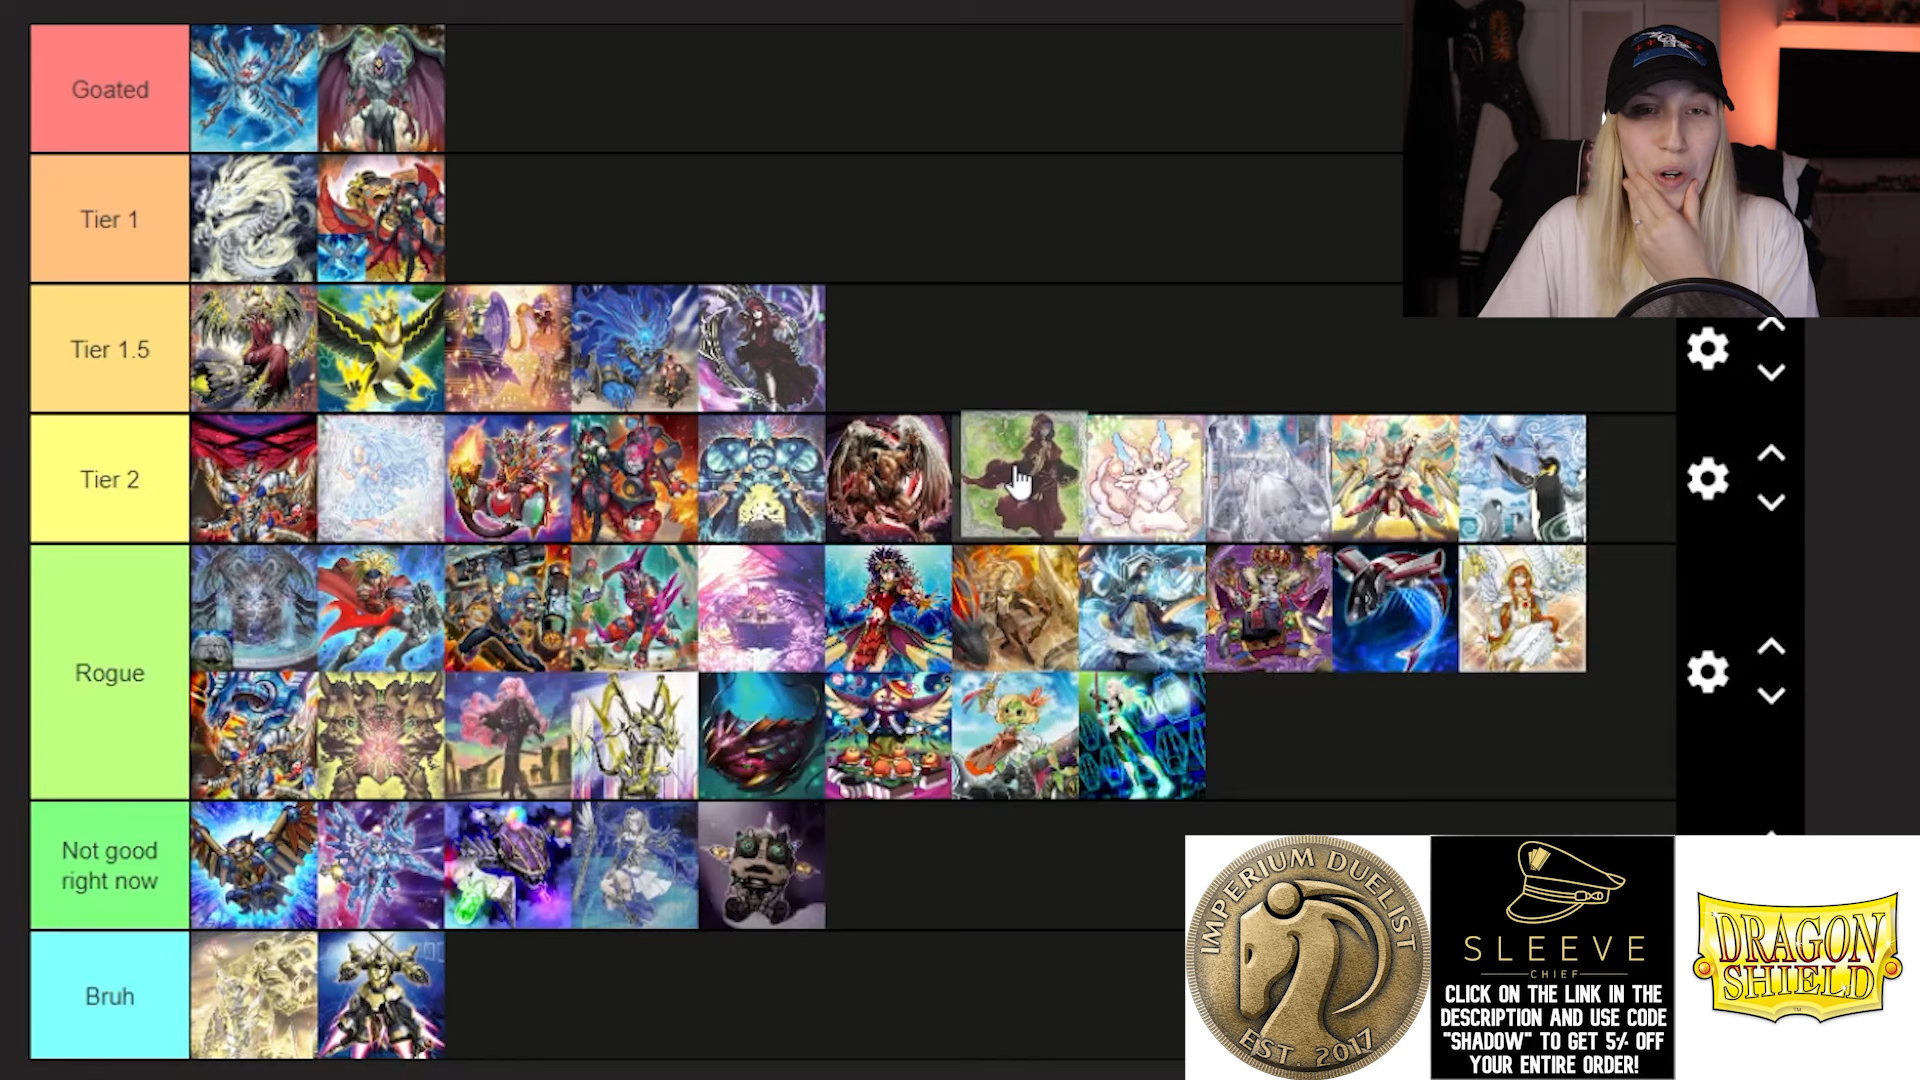 Goated
Tier 1
Tier 1.5
Tier 2
Rogue
Not good
right now
Bruh
IMPERIUM DUELIST
EST. 2017
SLEEVE
CHIEF
CLICK ON THE LINK IN THE
DESCRIPTION AND USE CODE
"SHADOW" TO GET 5% OFF
YOUR ENTIRE ORDER!
DRAGON
SHIELD